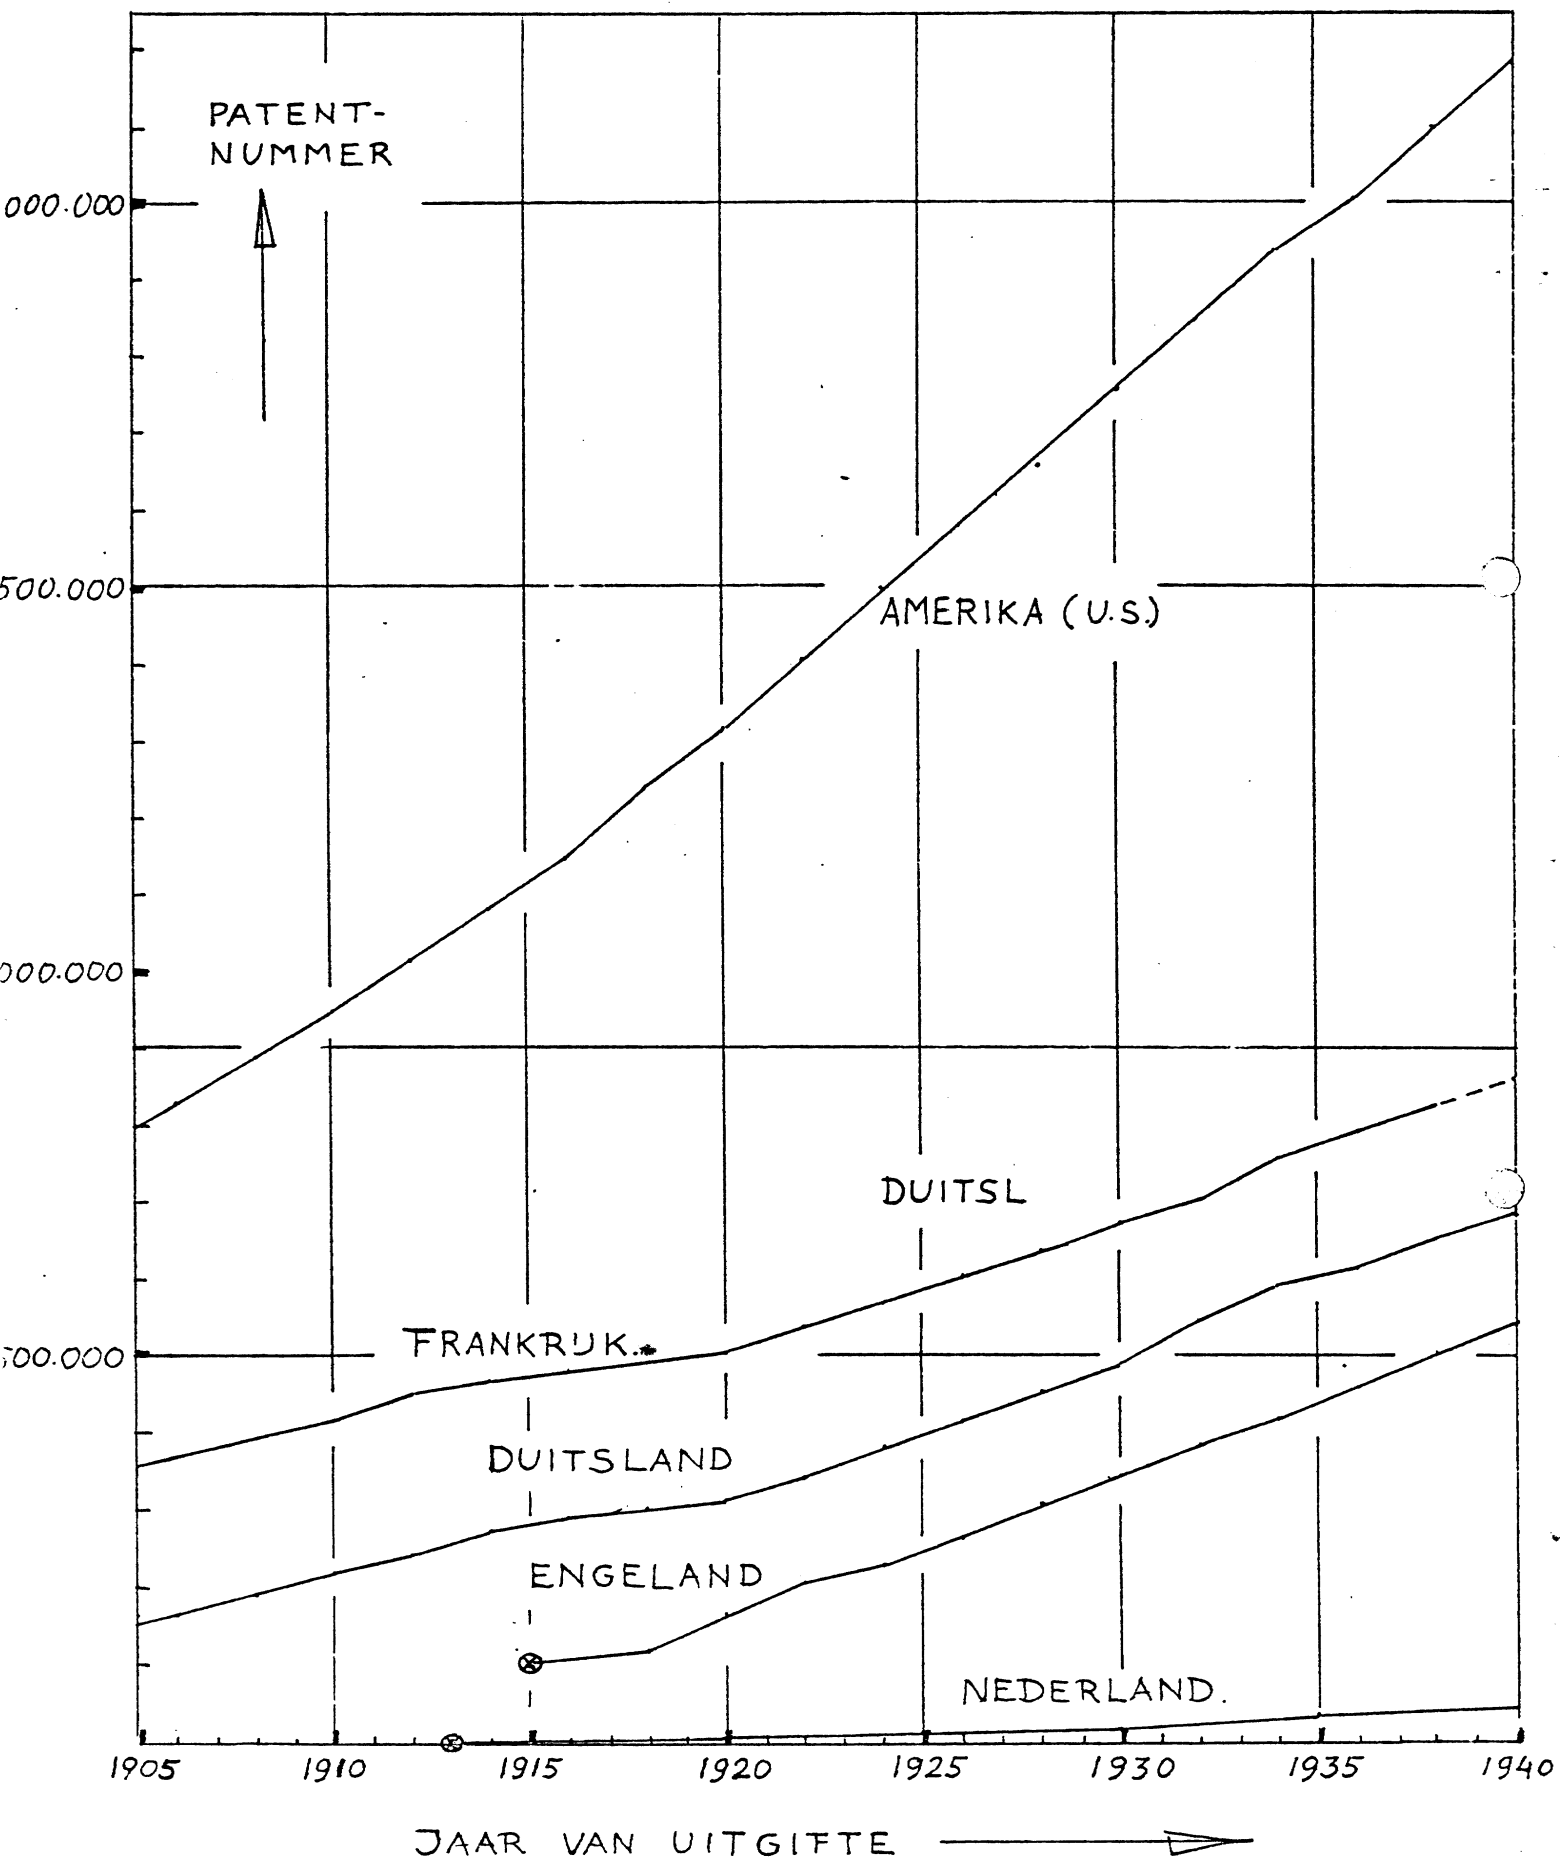 PATENT-
NUMMER
000.000
500.000
AMERIKA (U.S.)
000.000
DUITSL
FRANKRIJK.
500.000
DUITSLAND
ENGELAND
NEDERLAND.
1905 1910 1915 1920 1925 1930 1935 1940
JAAR VAN UITGIFTE